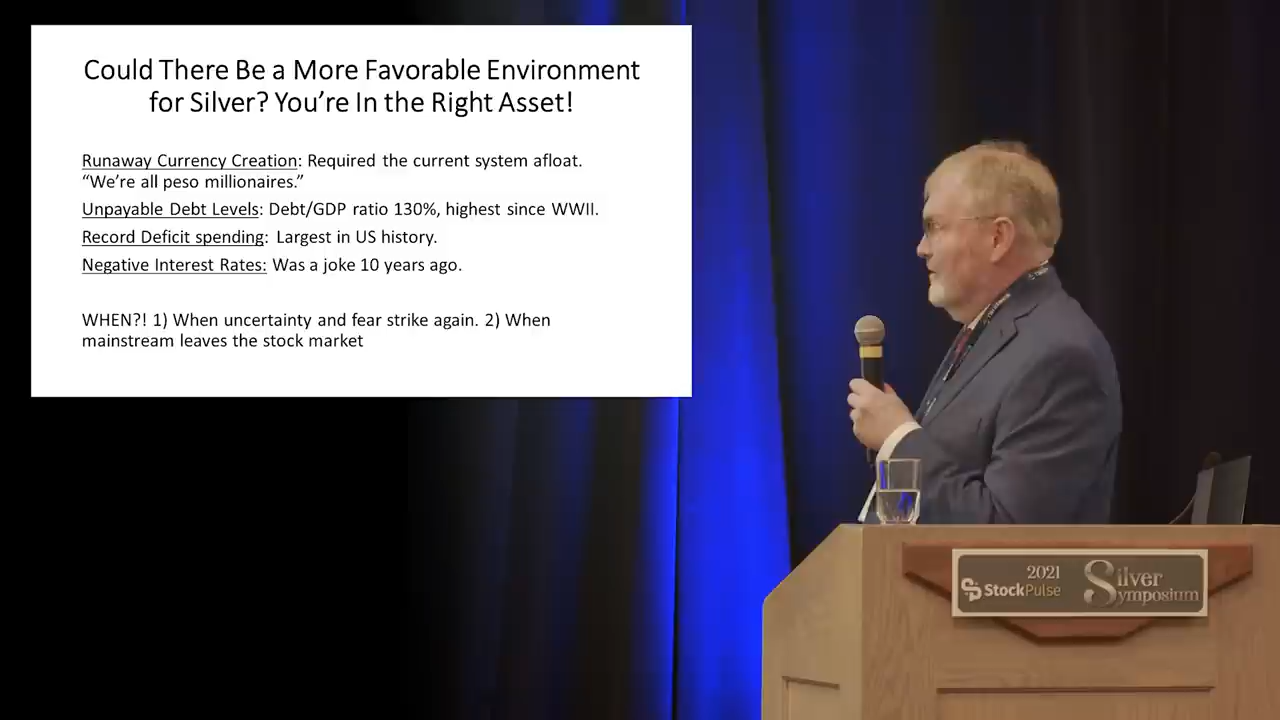 Could There Be a More Favorable Environment
for Silver? You're In the Right Asset!
Runaway Currency Creation: Required the current system afloat.
“We're all peso millionaires.”
Unpayable Debt Levels: Debt/GDP ratio 130%, highest since WWII.
Record Deficit spending: Largest in US history.
Negative Interest Rates: Was a joke 10 years ago.
WHEN?! 1) When uncertainty and fear strike again. 2) When
mainstream leaves the stock market
2021
StockPulse
Silver
Symposium